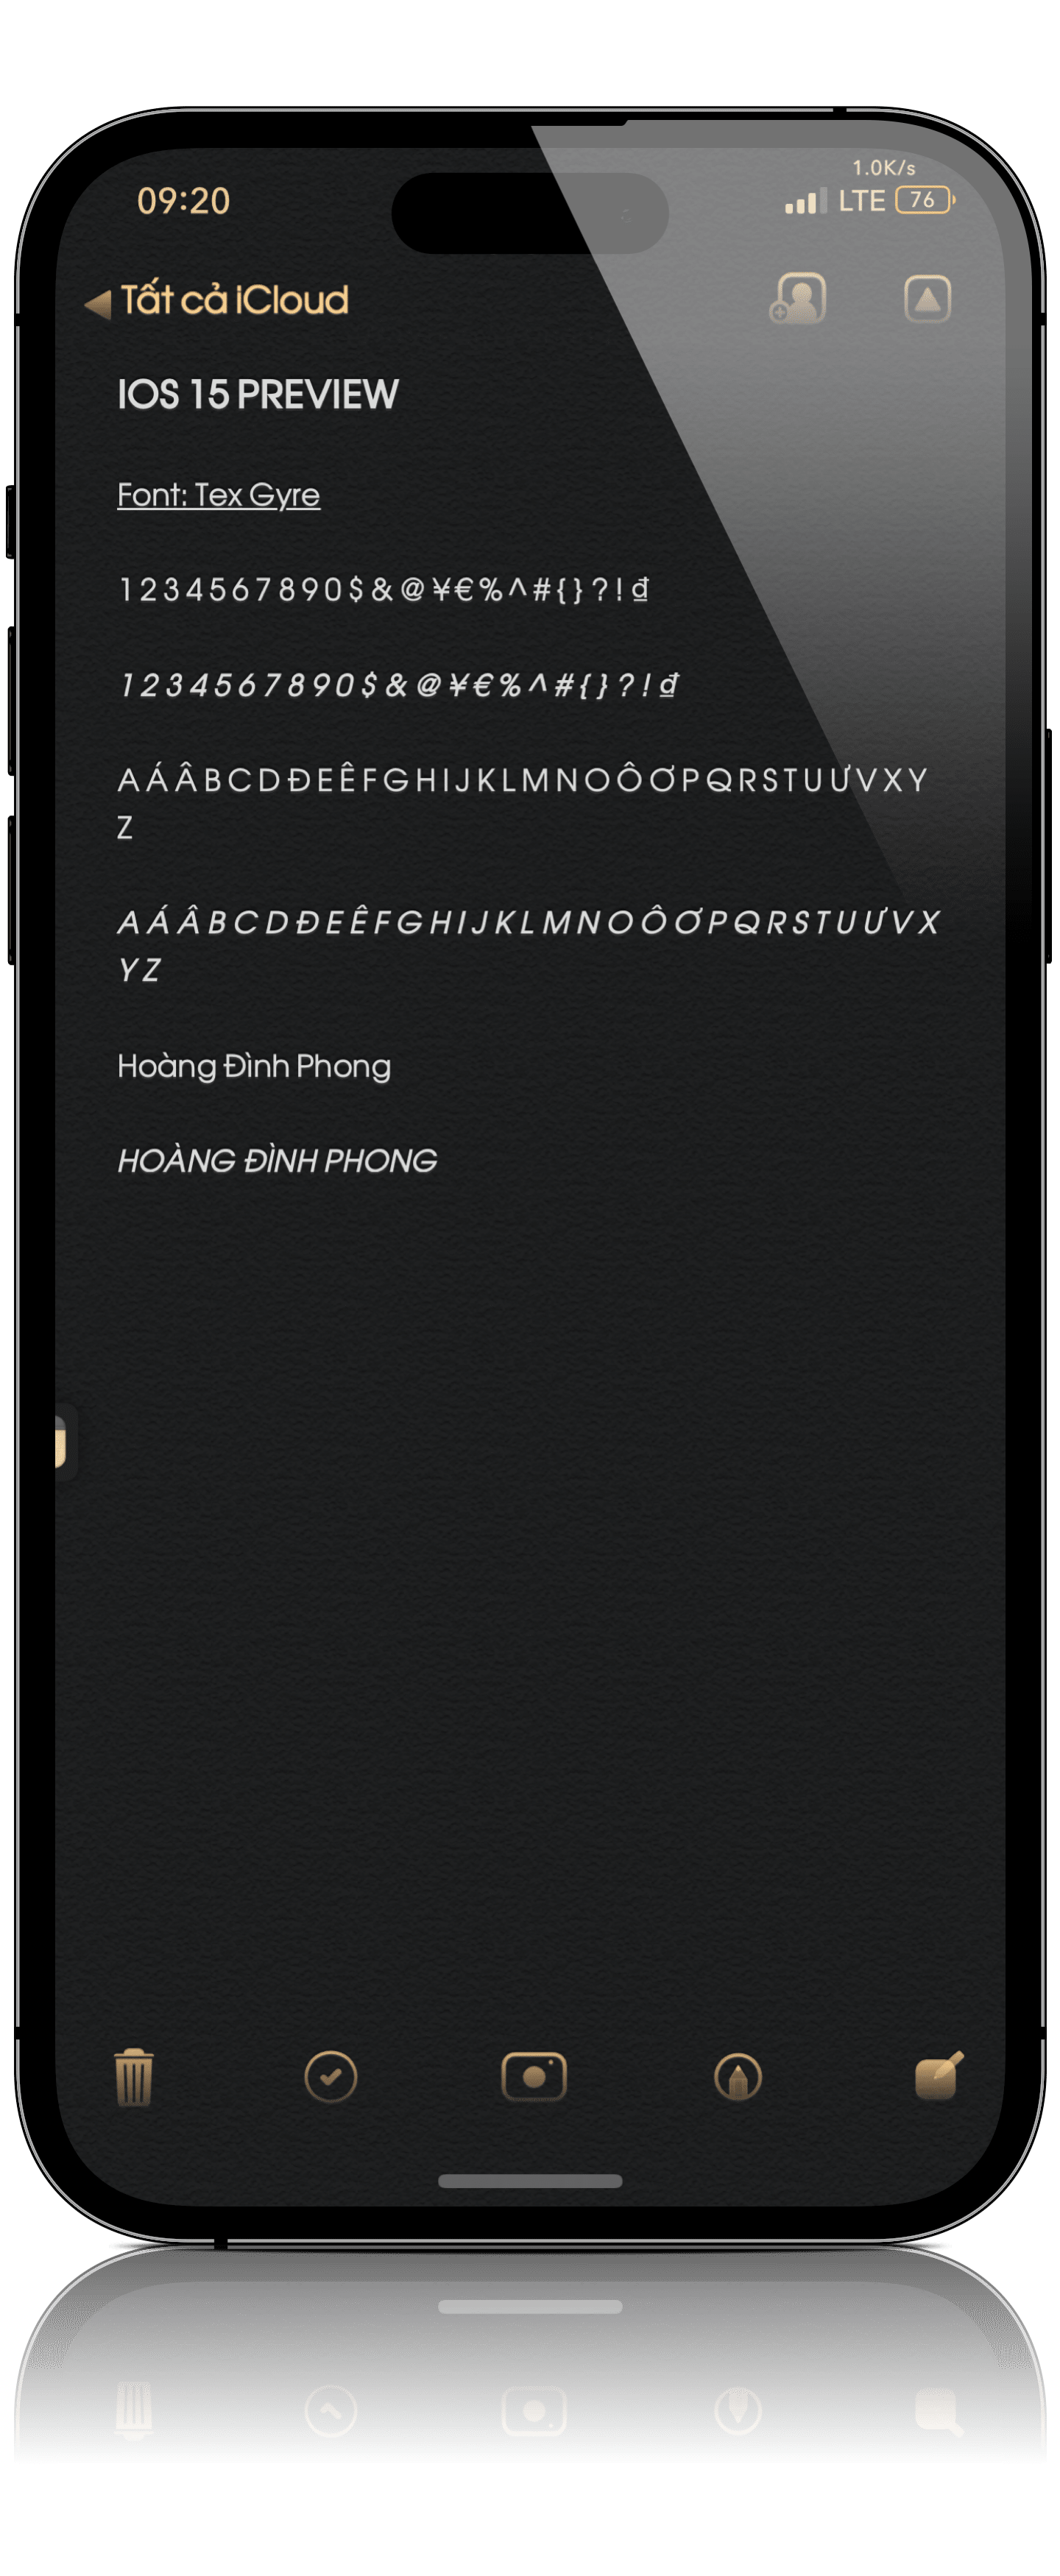 09:20
1.0K/s
LTE 76
Tất cả iCloud
IOS 15 PREVIEW
Font: Tex Gyre
1 2 3 4 5 6 7 8 9 0 $ & @ ¥ € % ^ # { } ? ! ₫
1 2 3 4 5 6 7 8 9 0 $ & @ ¥ € % ^ # { } ? ! ₫
A Á Â B C D Đ E Ê F G H I J K L M N O Ô Ơ P Q R S T U Ư V X Y
Z
A Á Â B C D Đ E Ê F G H I J K L M N O Ô Ơ P Q R S T U Ư V X
Y Z
Hoàng Đình Phong
HOÀNG ĐÌNH PHONG